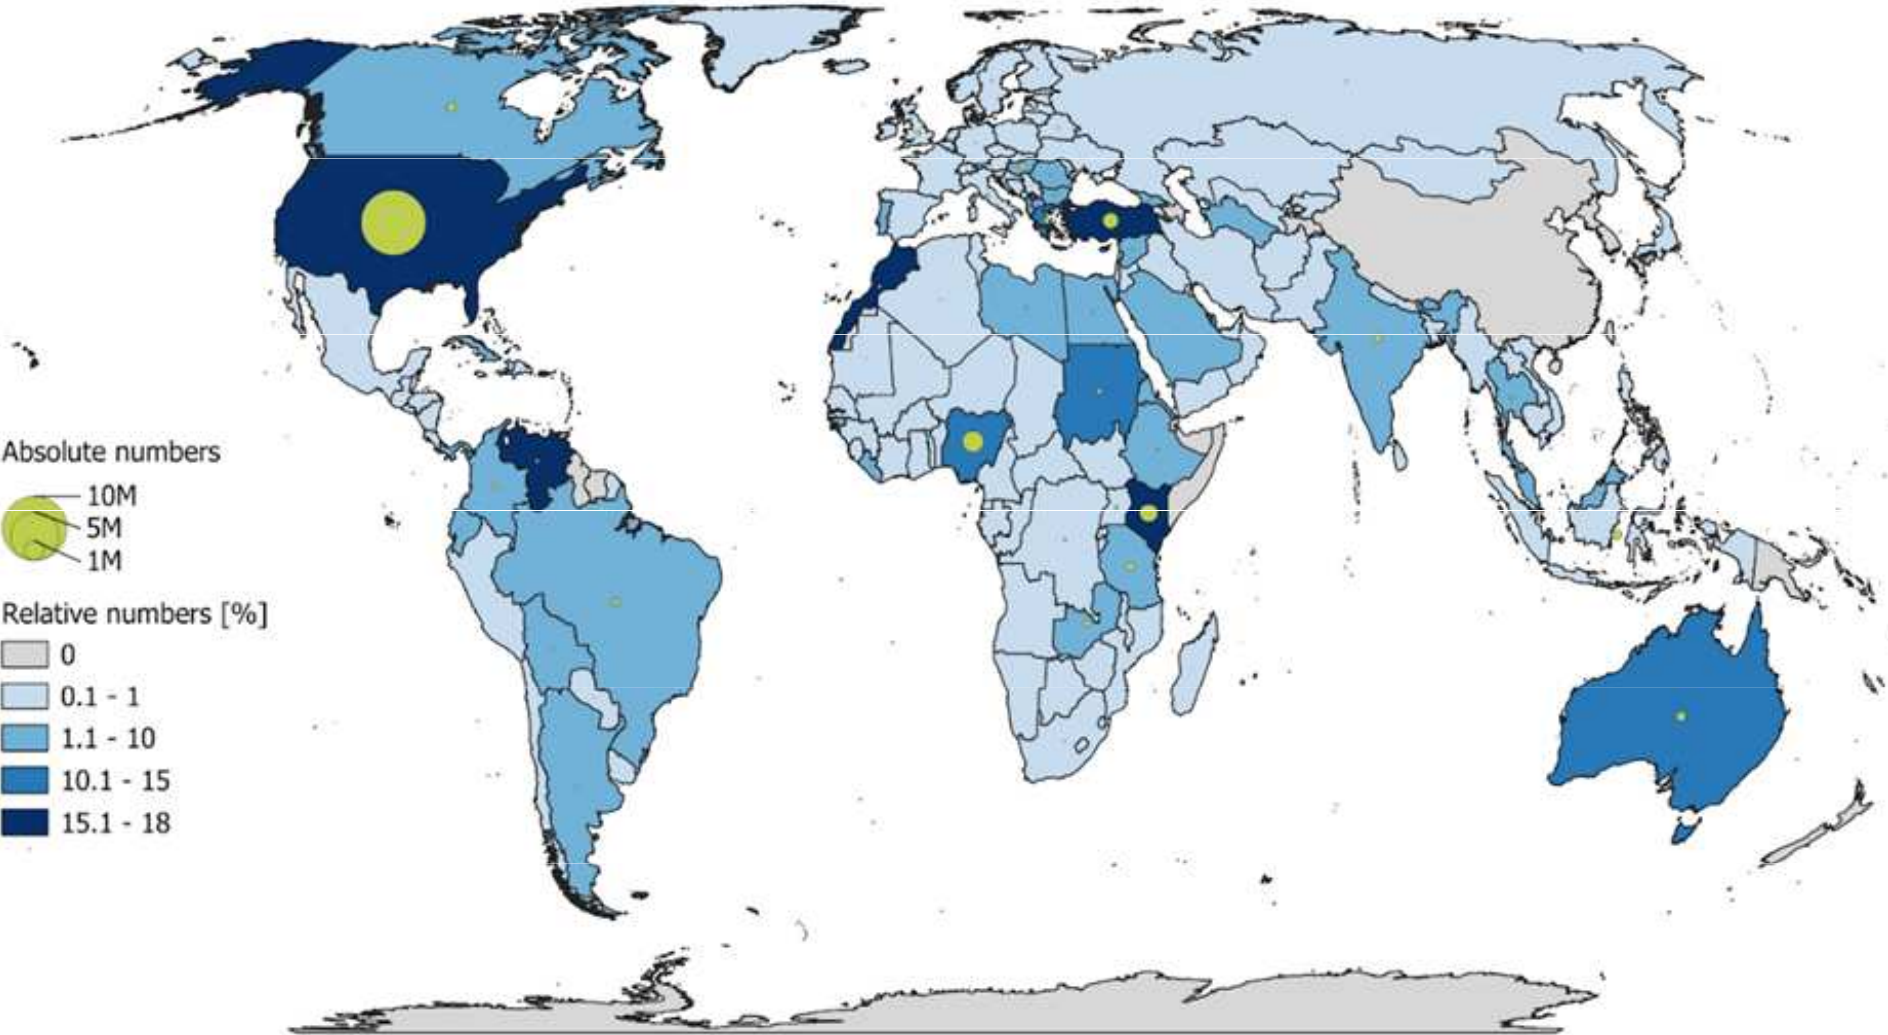 Absolute numbers
10M
5M
1M
Relative numbers [%]
0
0.1 - 1
1.1 - 10
10.1 - 15
15.1 - 18